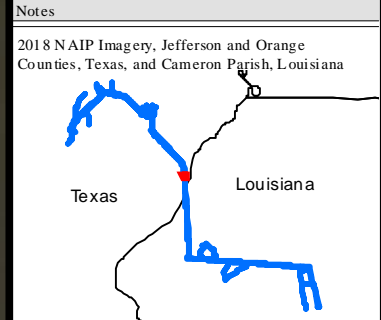 Notes
2018 NAIP Imagery, Jefferson and Orange
Counties, Texas, and Cameron Parish, Louisiana
Texas
Louisiana